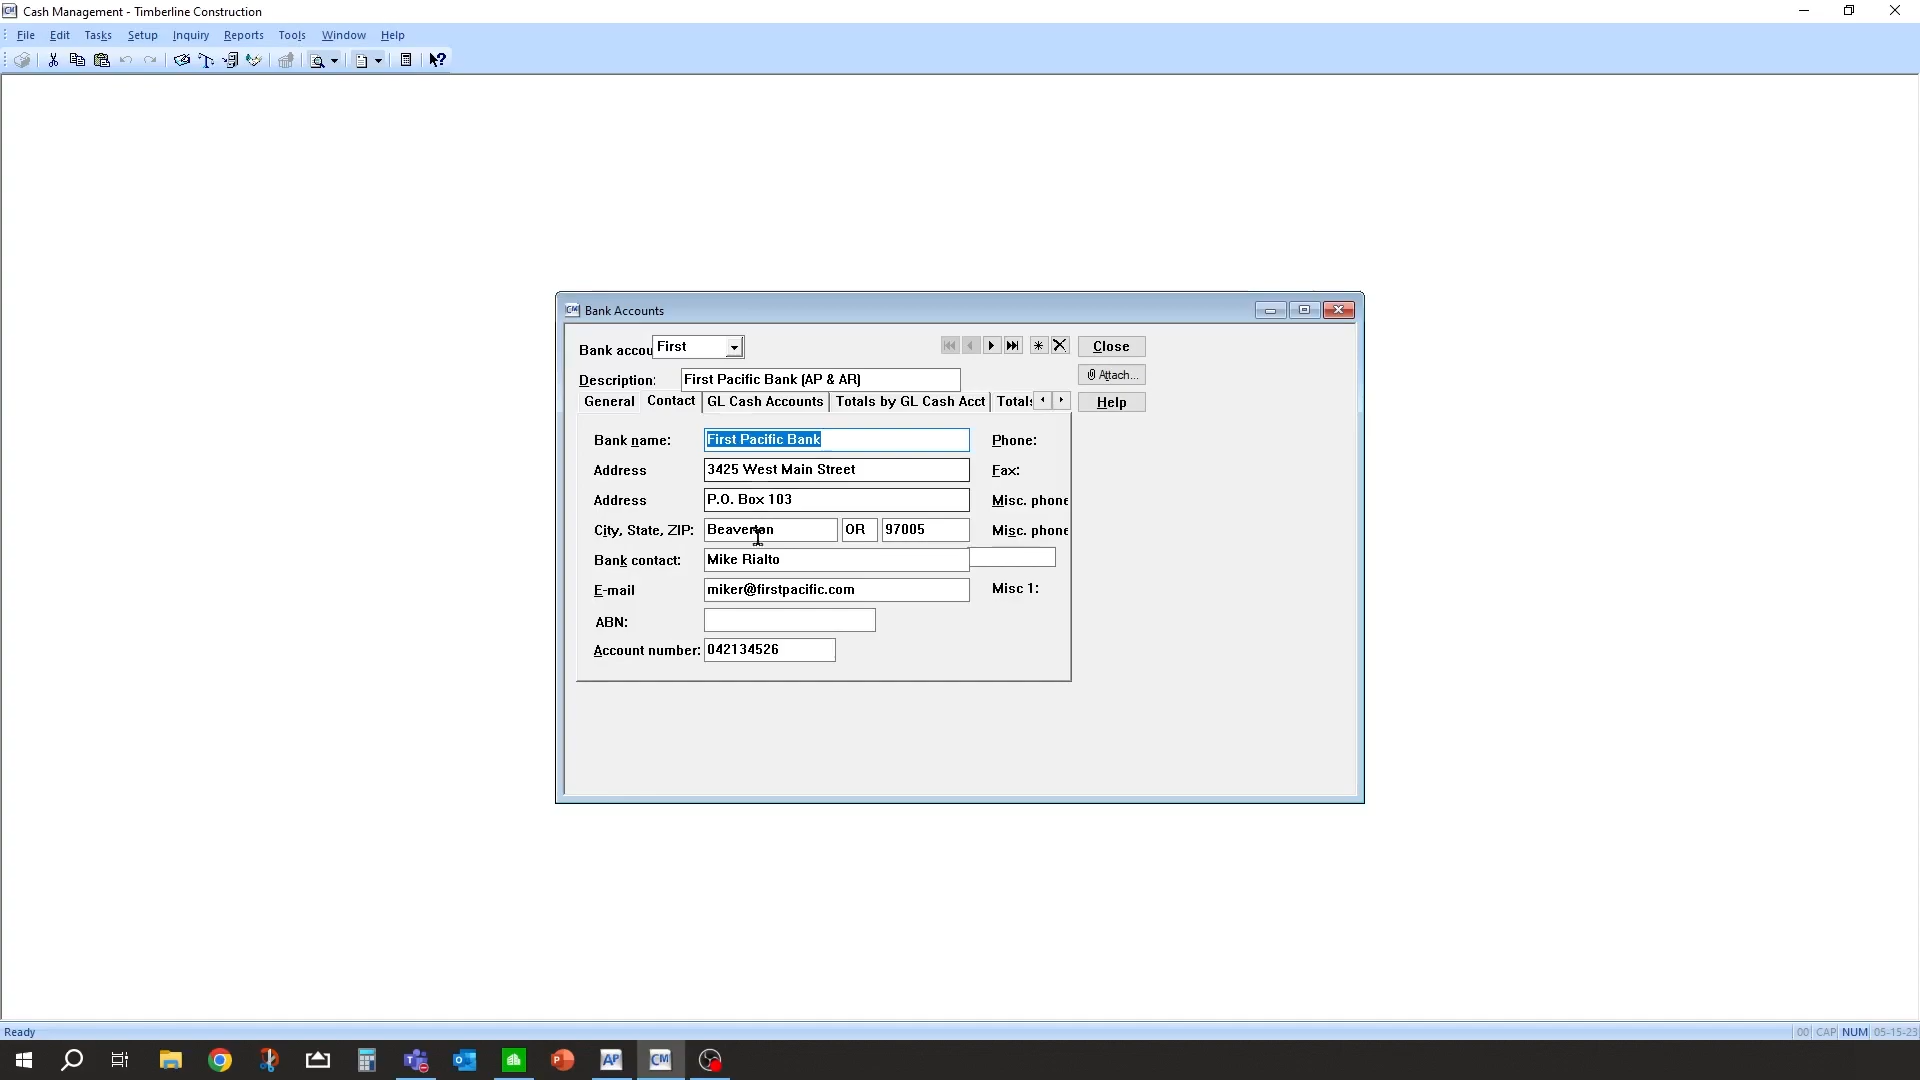 Cash Management - Timberline Construction
File Edit Tasks Setup Inquiry Reports Tools Window Help
Bank Accounts
Bank accou First
Close
Description: First Pacific Bank (AP & AR)
Attach...
General Contact GL Cash Accounts Totals by GL Cash Acct Totals
Help
Bank name: First Pacific Bank Phone:
Address 3425 West Main Street Fax:
Address P.O. Box 103 Misc. phone
City, State, ZIP: Beaverton OR 97005 Misc. phone
Bank contact: Mike Rialto
E-mail miker@firstpacific.com Misc 1:
ABN:
Account number: 042134526
Ready
00 CAP NUM 05-15-23
AP CM